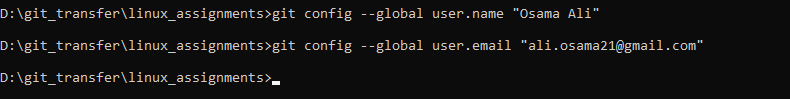 D:\git_transfer\linux_assignments>git config --global user.name "Osama Ali"
D:\git_transfer\linux_assignments>git config --global user.email "ali.osama21@gmail.com"
D:\git_transfer\linux_assignments>